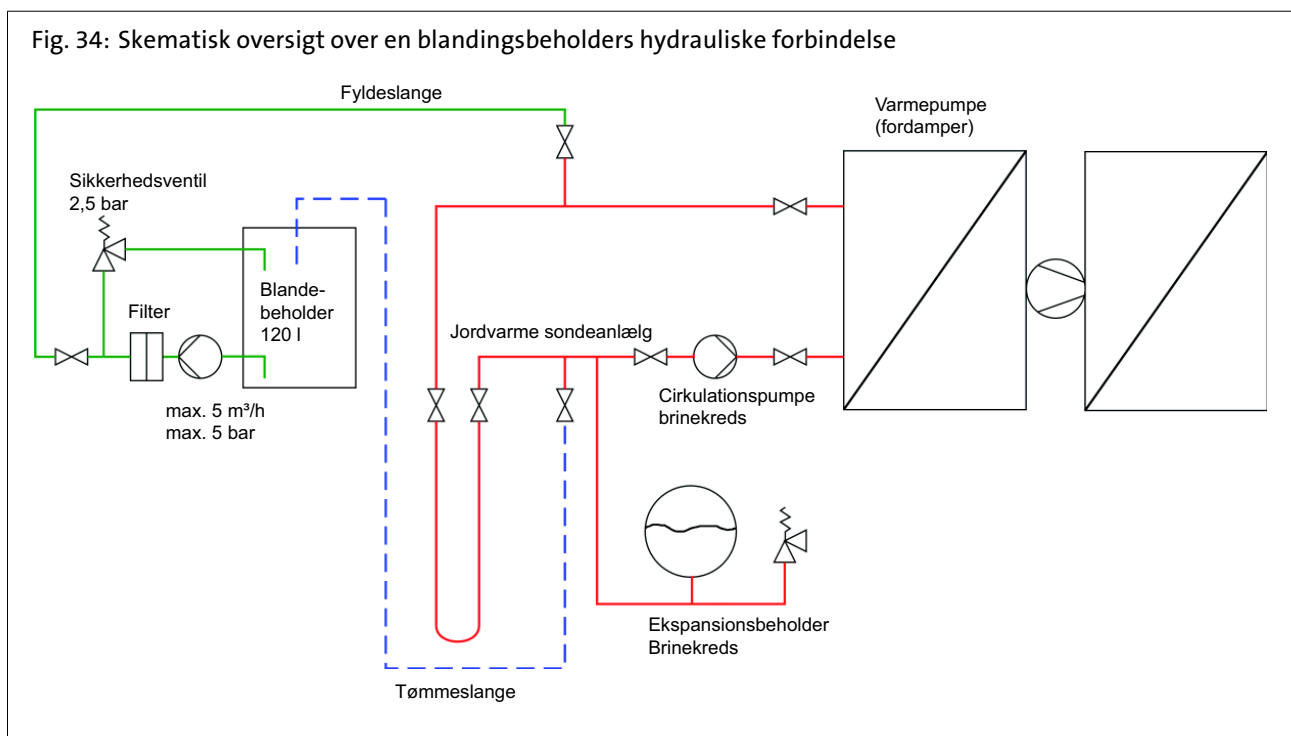 Fig. 34: Skematisk oversigt over en blandingsbeholders hydrauliske forbindelse
Fyldeslange
Varmepumpe
(fordamper)
Sikkerhedsventil
2,5 bar
Blande-
beholder
120 l
Filter
Jordvarme sondeanlælg
max. 5 m³/h
max. 5 bar
Cirkulationspumpe
brinekreds
Ekspansionsbeholder
Brinekreds
Tømmeslange